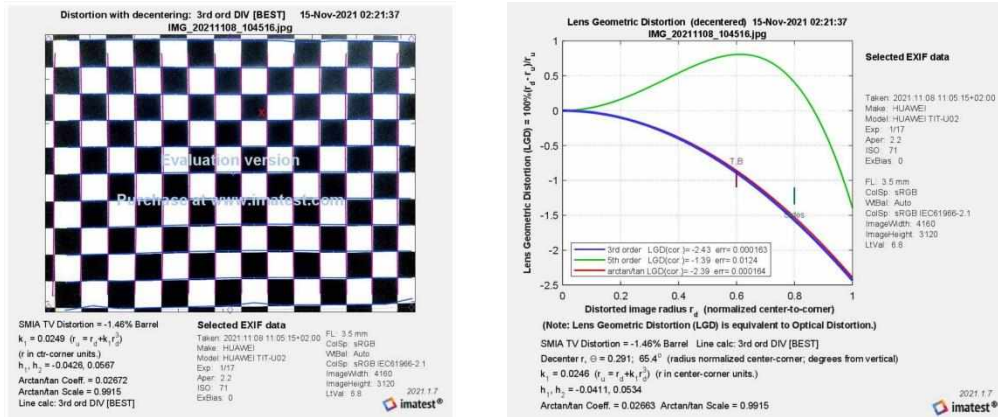 Distortion with decentering: 3rd ord DIV [BEST] 15-Nov-2021 02:21:37
IMG_20211108_104516.jpg
Evaluation version
Purchase at www.imatest.com
SMIA TV Distortion = -1.46% Barrel
k₁ = 0.0249 (rᵤ = r_d+k₁r_d³)
(r in ctr-corner units.)
h₁, h₂ = -0.0426, 0.0567
Arctan/tan Coeff. = 0.02672
Arctan/tan Scale = 0.9915
Line calc: 3rd ord DIV [BEST]
Selected EXIF data
Taken: 2021:11:08 11:05:15+02:00
Make: HUAWEI
Model: HUAWEI TIT-U02
Exp: 1/17
Aper: 2.2
ISO: 71
ExBias: 0
FL: 3.5 mm
ColSp: sRGB
WtBal: Auto
ColSp: sRGB IEC61966-2.1
ImageWidth: 4160
ImageHeight: 3120
LtVal: 6.8
2021.1.7
imatest®
Lens Geometric Distortion (decentered) 15-Nov-2021 02:21:37
IMG_20211108_104516.jpg
Lens Geometric Distortion (LGD) = 100%(r_d - rᵤ)/rᵤ
1
0.5
0
-0.5
-1
-1.5
-2
-2.5
T,B
3rd order LGD(cor.)= -2.43 err= 0.000163
5th order LGD(cor.)= -1.39 err= 0.0124
arctan/tan LGD(cor.)= -2.39 err= 0.000164
0 0.2 0.4 0.6 0.8 1
Distorted image radius r_d (normalized center-to-corner)
(Note: Lens Geometric Distortion (LGD) is equivalent to Optical Distortion.)
SMIA TV Distortion = -1.46% Barrel Line calc: 3rd ord DIV [BEST]
Decenter r, Θ = 0.291; 65.4° (radius normalized center-corner; degrees from vertical)
k₁ = 0.0246 (rᵤ = r_d+k₁r_d³) (r in center-corner units.)
h₁, h₂ = -0.0411, 0.0534
Arctan/tan Coeff. = 0.02663 Arctan/tan Scale = 0.9915
Selected EXIF data
Taken: 2021:11:08 11:05:15+02:00
Make: HUAWEI
Model: HUAWEI TIT-U02
Exp: 1/17
Aper: 2.2
ISO: 71
ExBias: 0
FL: 3.5 mm
ColSp: sRGB
WtBal: Auto
ColSp: sRGB IEC61966-2.1
ImageWidth: 4160
ImageHeight: 3120
LtVal: 6.8
2021.1.7
imatest®